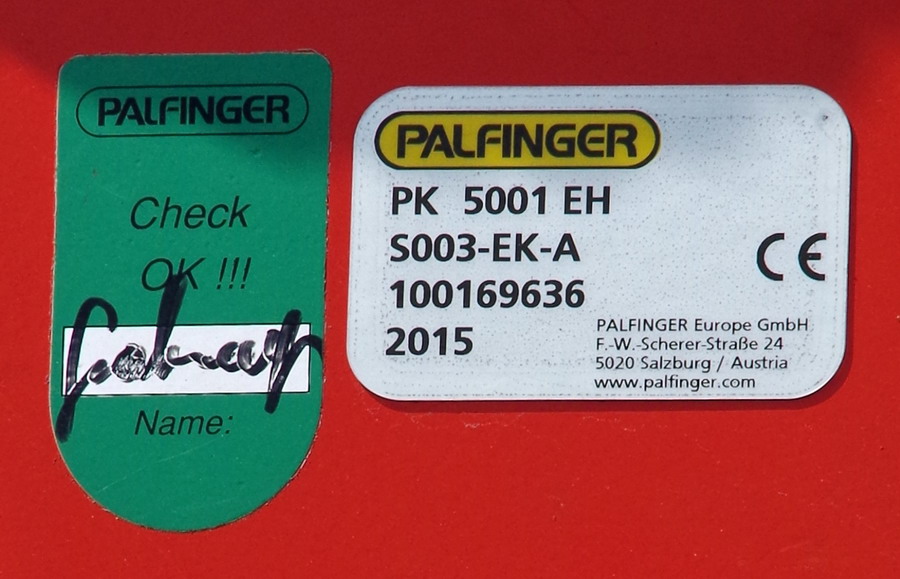 PALFINGER
Check
OK !!!
Name:
PALFINGER
PK 5001 EH
S003-EK-A
100169636
2015
CE
PALFINGER Europe GmbH
F.-W.-Scherer-Straße 24
5020 Salzburg / Austria
www.palfinger.com